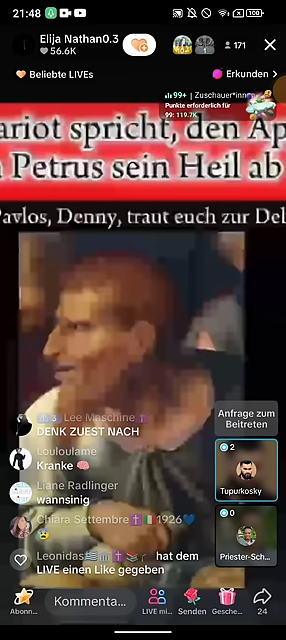 21:48
100
Elija Nathan0.3
56.6K
171
Beliebte LIVEs
Erkunden >
99+ | Zuschauer*innen
Punkte erforderlich für
99: 119.7K
ariot spricht, den Ap
Petrus sein Heil ab
Pavlos, Denny, traut euch zur De
Lee Maschine
DENK ZUEST NACH
Louloulame
Kranke
Liane Radlinger
wannsinig
Chiara Settembre 1926
Leonidas hat dem
LIVE einen Like gegeben
Anfrage zum
Beitreten
2
Tupurkosky
0
Priester-Sch...
Abonn...
Kommenta...
LIVE mi...
Senden
Gesche...
24